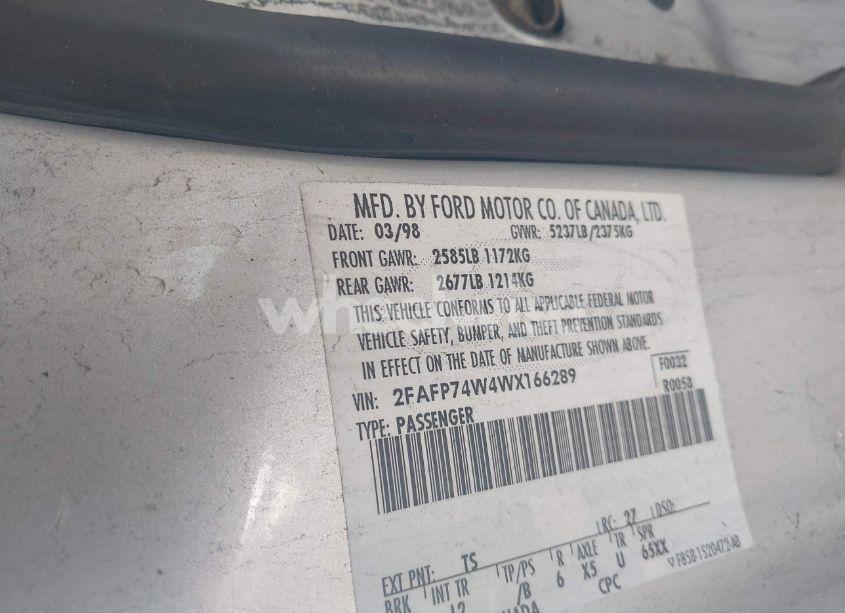 MFD. BY FORD MOTOR CO. OF CANADA, LTD.
DATE: 03/98 GVWR: 5237LB/2375KG
FRONT GAWR: 2585LB 1172KG
REAR GAWR: 2677LB 1214KG
THIS VEHICLE CONFORMS TO ALL APPLICABLE FEDERAL MOTOR
VEHICLE SAFETY, BUMPER, AND THEFT PREVENTION STANDARDS
IN EFFECT ON THE DATE OF MANUFACTURE SHOWN ABOVE.
VIN: 2FAFP74W4WX166289 F0032
TYPE: PASSENGER R0058
RC: 27 DSO:
EXT PNT: TS
BRK INT TR TP/PS R AXLE TR SPR
/B 6 X5 U 65XX
CPC
F85B-1520472-AB